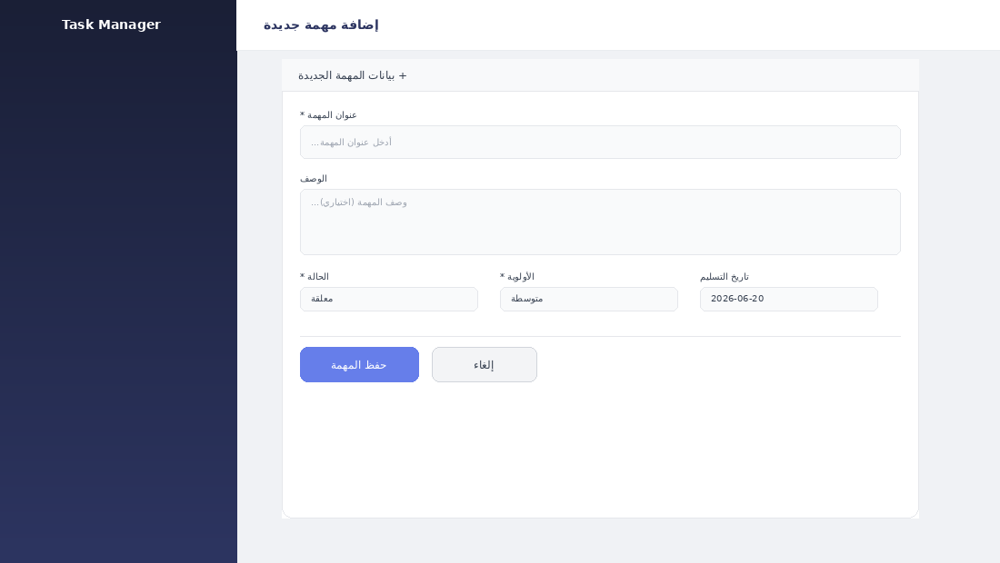 Task Manager
إضافة مهمة جديدة
+ بيانات المهمة الجديدة
عنوان المهمة *
أدخل عنوان المهمة...
الوصف
وصف المهمة (اختياري)...
الحالة *
الأولوية *
تاريخ التسليم
معلقة
متوسطة
2026-06-20
حفظ المهمة
إلغاء